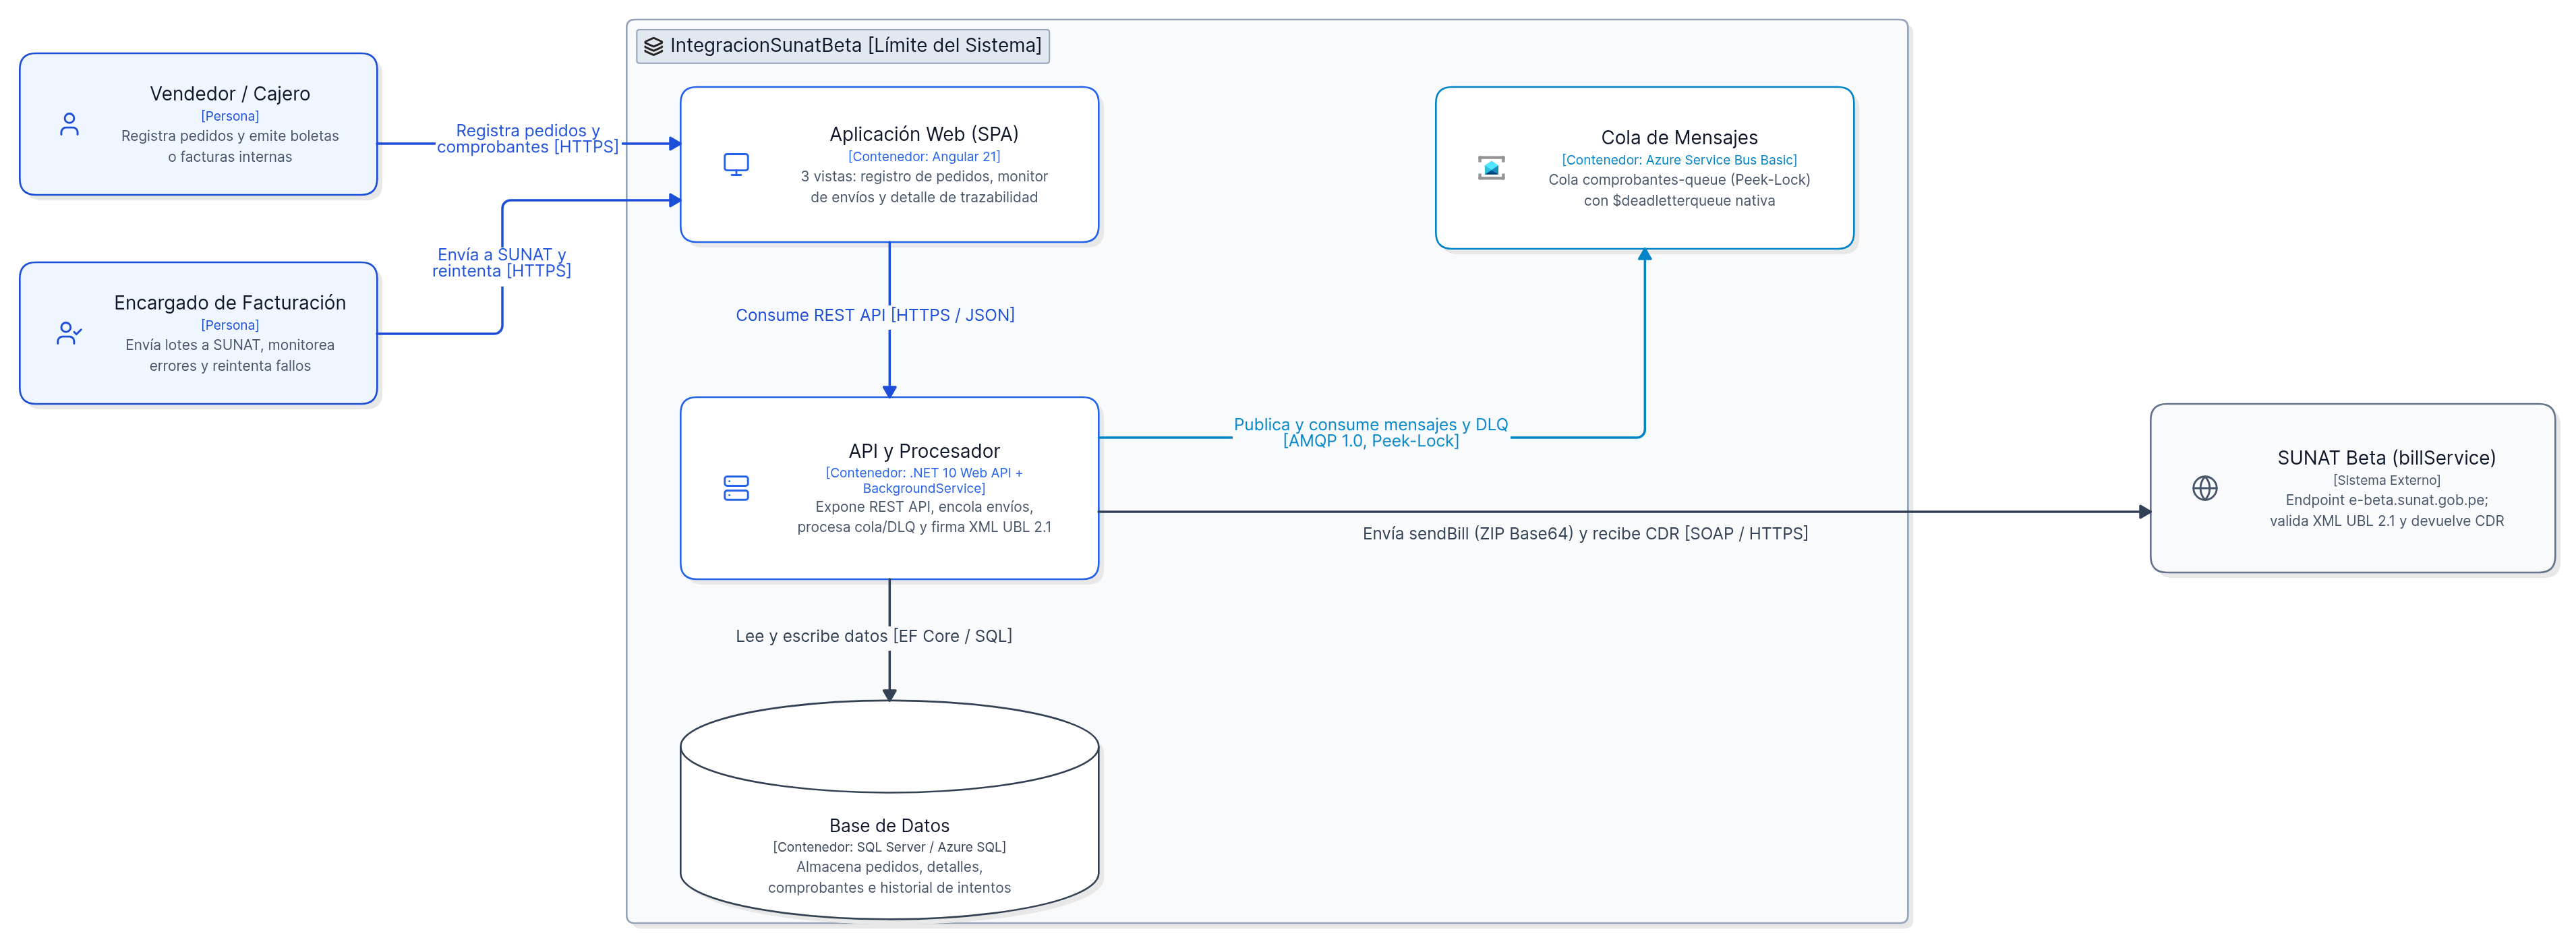 IntegracionSunatBeta [Límite del Sistema]
Vendedor / Cajero
[Persona]
Registra pedidos y emite boletas
o facturas internas
Registra pedidos y
comprobantes [HTTPS]
Aplicación Web (SPA)
[Contenedor: Angular 21]
3 vistas: registro de pedidos, monitor
de envíos y detalle de trazabilidad
Cola de Mensajes
[Contenedor: Azure Service Bus Basic]
Cola comprobantes-queue (Peek-Lock)
con $deadletterqueue nativa
Envía a SUNAT y
reintenta [HTTPS]
Encargado de Facturación
[Persona]
Envía lotes a SUNAT, monitorea
errores y reintenta fallos
Consume REST API [HTTPS / JSON]
API y Procesador
[Contenedor: .NET 10 Web API +
BackgroundService]
Expone REST API, encola envíos,
procesa cola/DLQ y firma XML UBL 2.1
Publica y consume mensajes y DLQ
[AMQP 1.0, Peek-Lock]
Envía sendBill (ZIP Base64) y recibe CDR [SOAP / HTTPS]
SUNAT Beta (billService)
[Sistema Externo]
Endpoint e-beta.sunat.gob.pe;
valida XML UBL 2.1 y devuelve CDR
Lee y escribe datos [EF Core / SQL]
Base de Datos
[Contenedor: SQL Server / Azure SQL]
Almacena pedidos, detalles,
comprobantes e historial de intentos